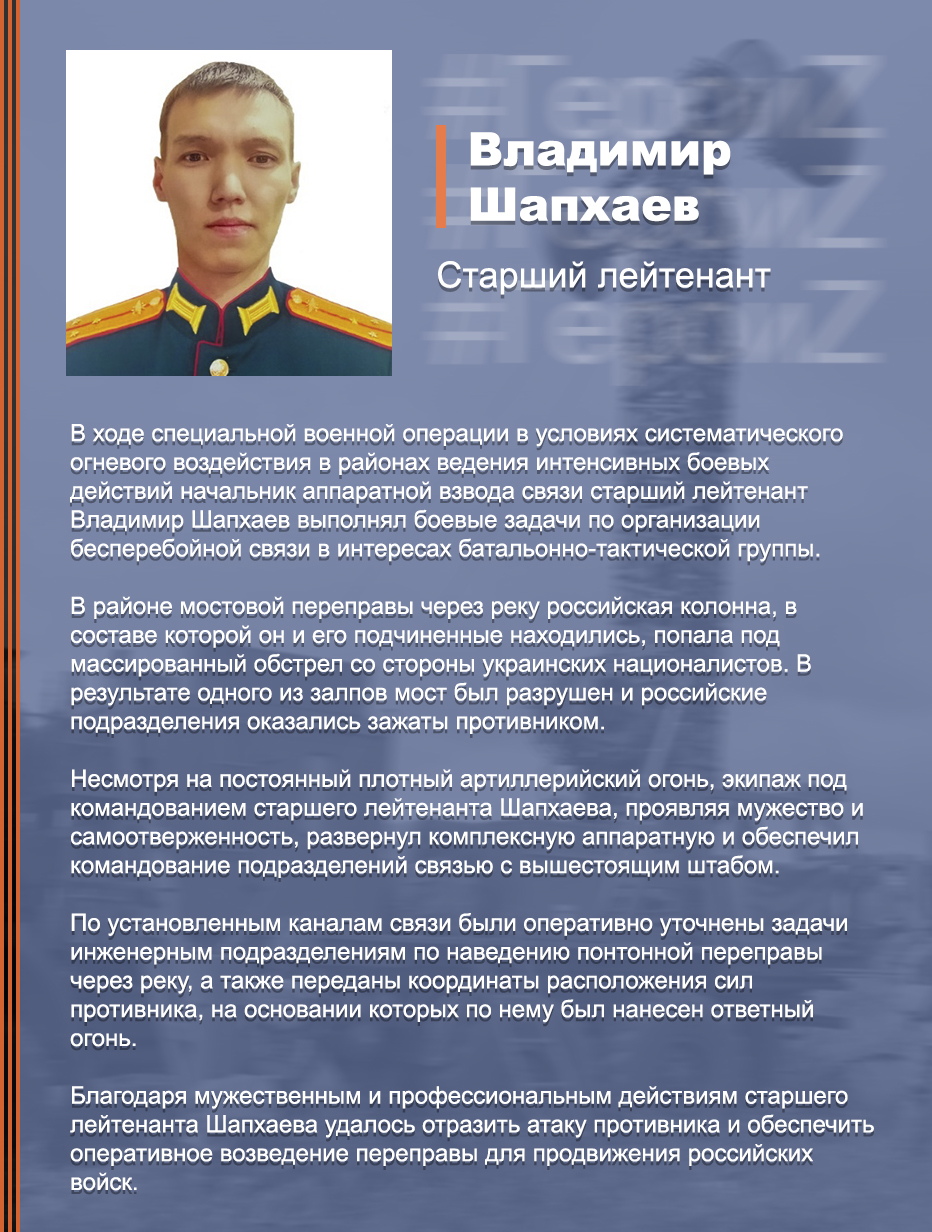 #ГероиZ
#ГероиZ
#ГероиZ
Владимир
Шапхаев
Старший лейтенант
В ходе специальной военной операции в условиях систематического
огневого воздействия в районах ведения интенсивных боевых
действий начальник аппаратной взвода связи старший лейтенант
Владимир Шапхаев выполнял боевые задачи по организации
бесперебойной связи в интересах батальонно-тактической группы.
В районе мостовой переправы через реку российская колонна, в
составе которой он и его подчиненные находились, попала под
массированный обстрел со стороны украинских националистов. В
результате одного из залпов мост был разрушен и российские
подразделения оказались зажаты противником.
Несмотря на постоянный плотный артиллерийский огонь, экипаж под
командованием старшего лейтенанта Шапхаева, проявляя мужество и
самоотверженность, развернул комплексную аппаратную и обеспечил
командование подразделений связью с вышестоящим штабом.
По установленным каналам связи были оперативно уточнены задачи
инженерным подразделениям по наведению понтонной переправы
через реку, а также переданы координаты расположения сил
противника, на основании которых по нему был нанесен ответный
огонь.
Благодаря мужественным и профессиональным действиям старшего
лейтенанта Шапхаева удалось отразить атаку противника и обеспечить
оперативное возведение переправы для продвижения российских
войск.